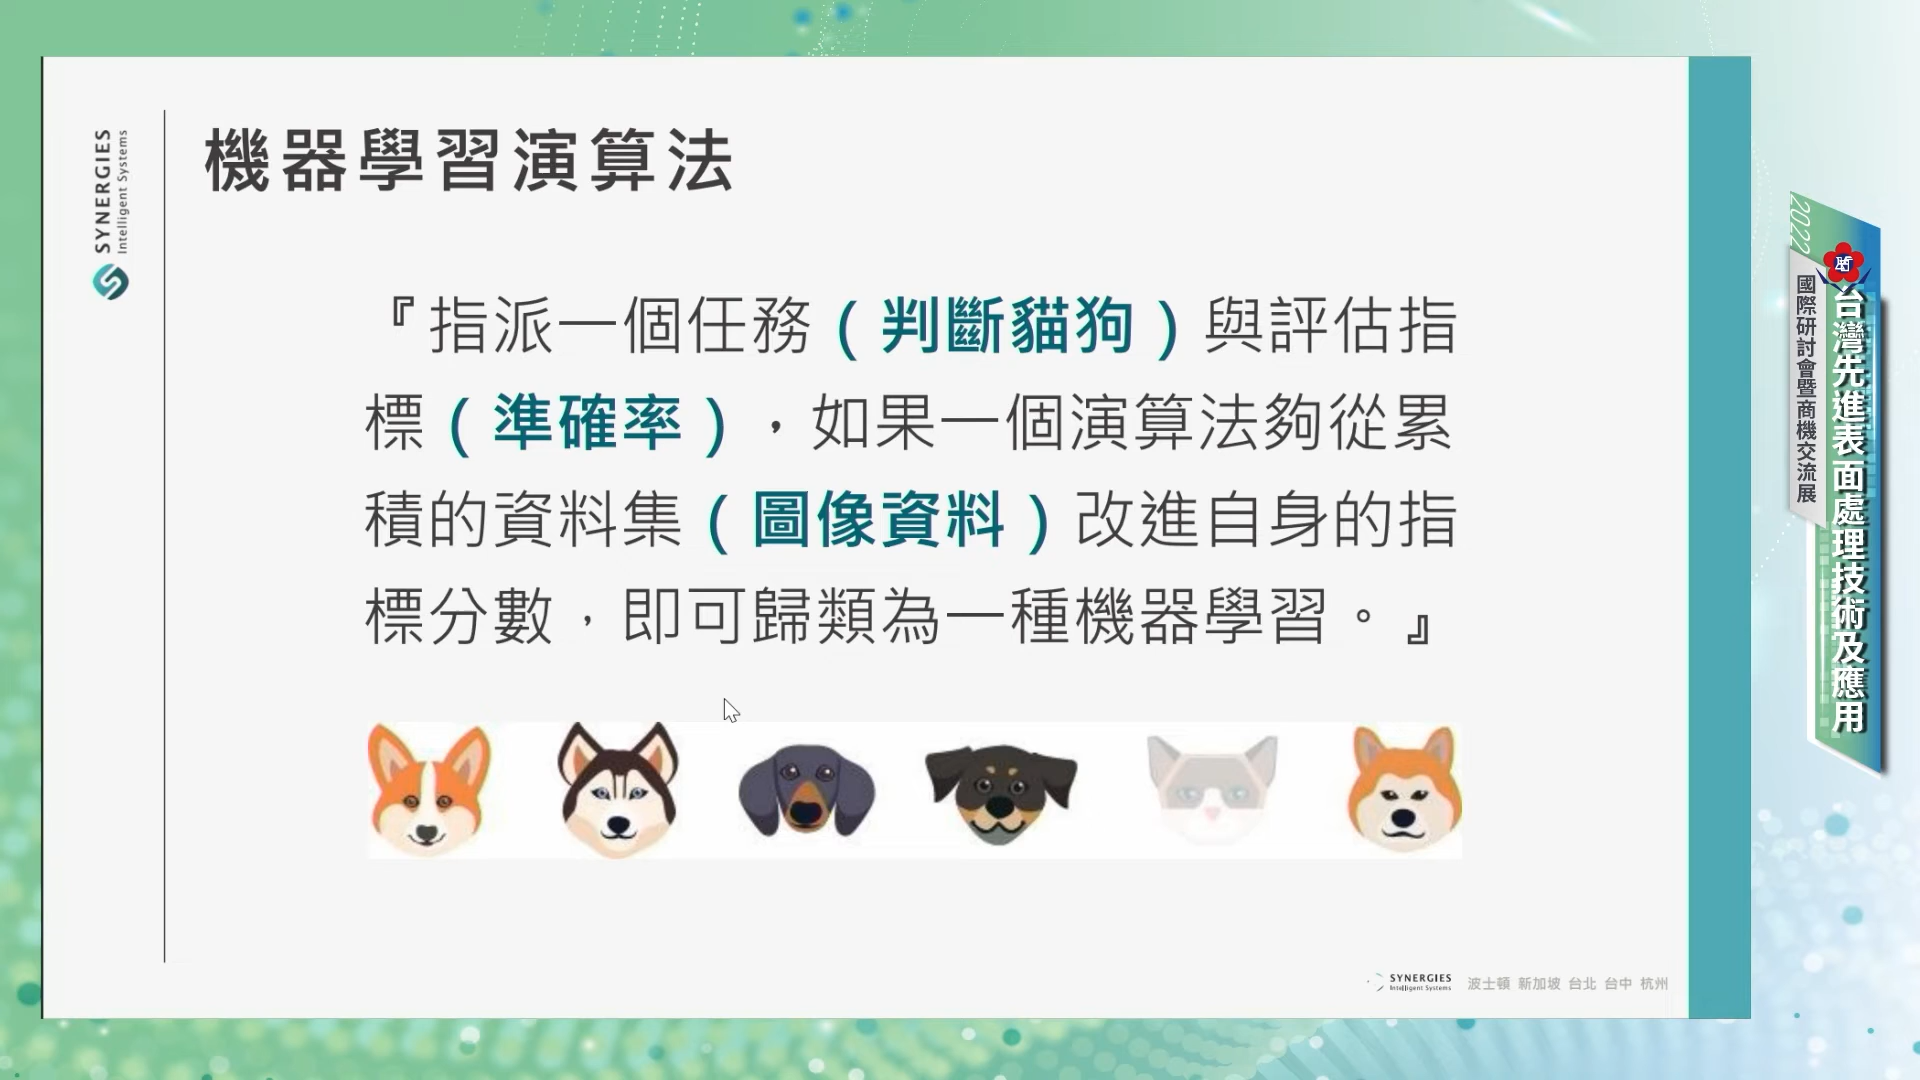 SYNERGIES
Intelligent Systems
機器學習演算法
『指派一個任務(判斷貓狗)與評估指
標(準確率),如果一個演算法夠從累
積的資料集(圖像資料)改進自身的指
標分數,即可歸類為一種機器學習。』
SYNERGIES
Intelligent Systems
波士頓 新加坡 台北 台中 杭州
2022
台灣先進表面處理技術及應用
國際研討會暨商機交流展